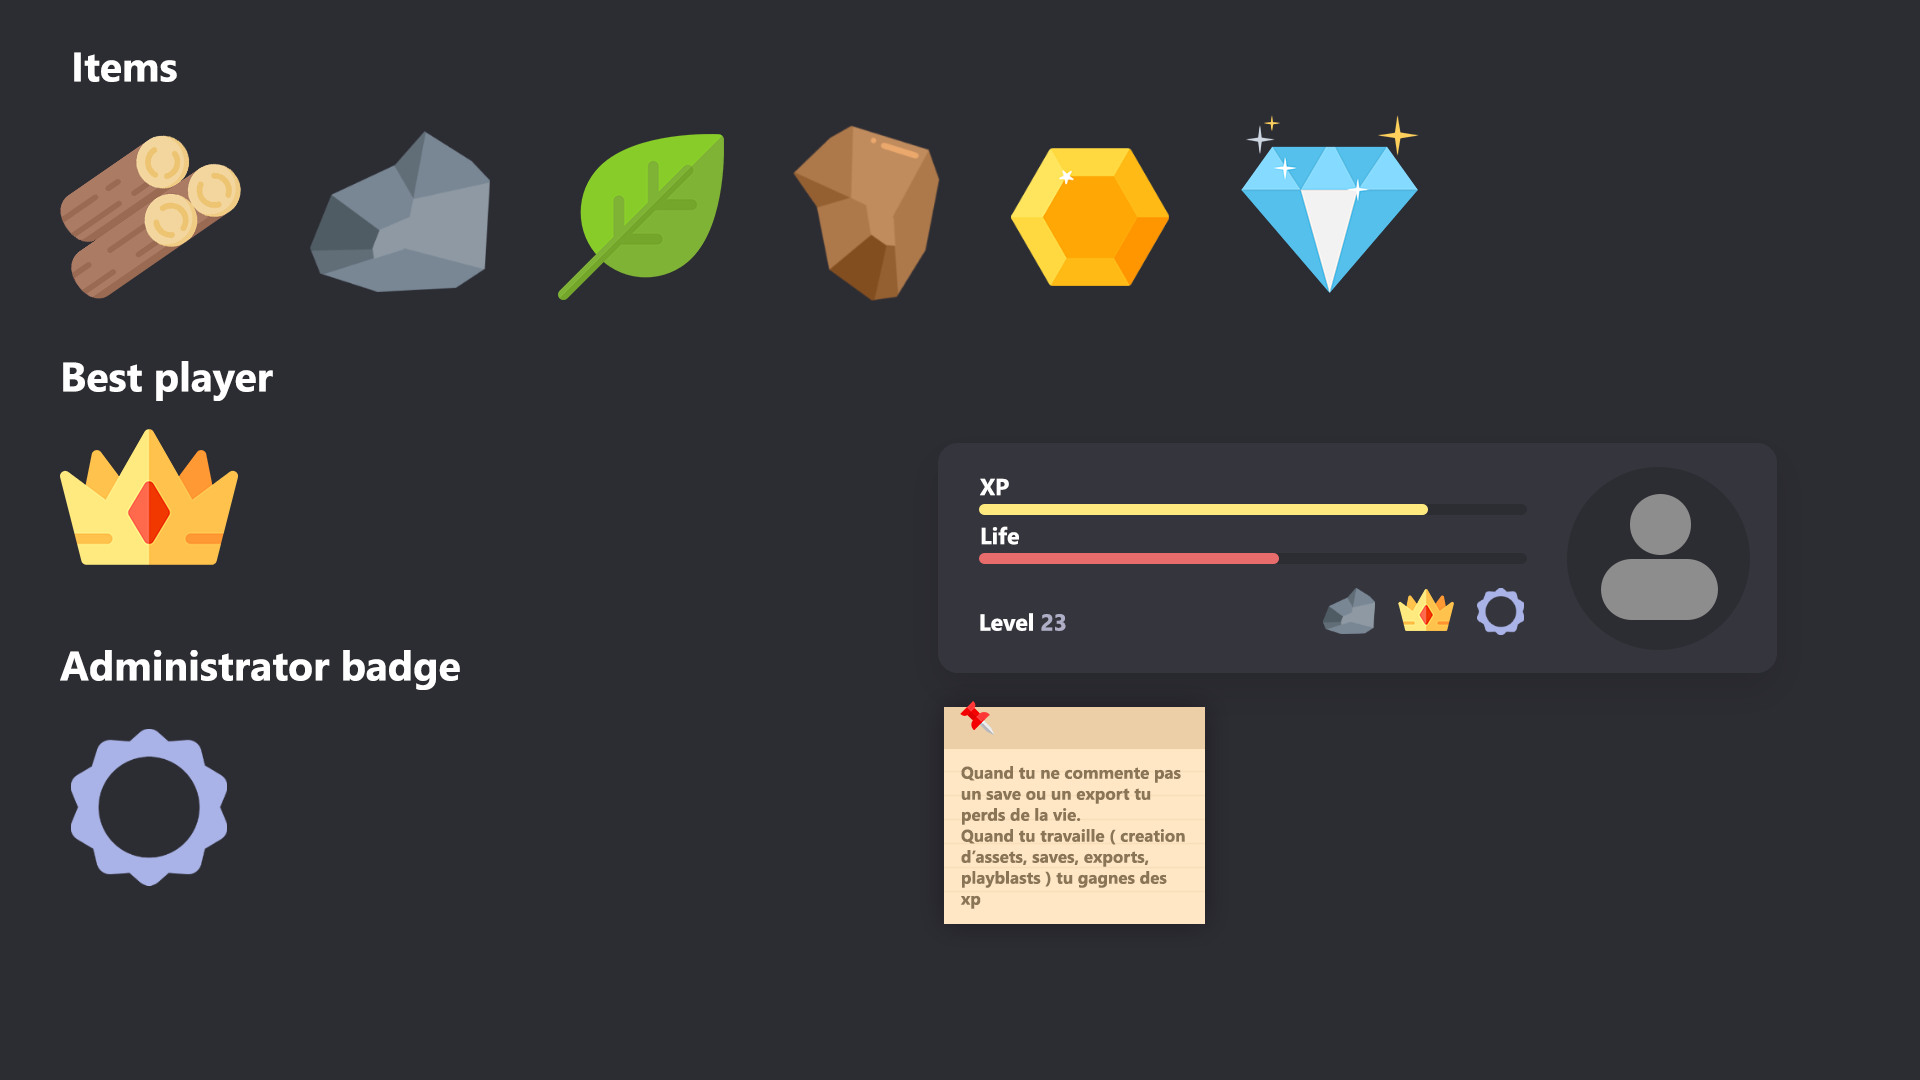 Items
Best player
XP
Life
Level 23
Administrator badge
Quand tu ne commente pas
un save ou un export tu
perds de la vie.
Quand tu travaille ( creation
d'assets, saves, exports,
playblasts ) tu gagnes des
xp